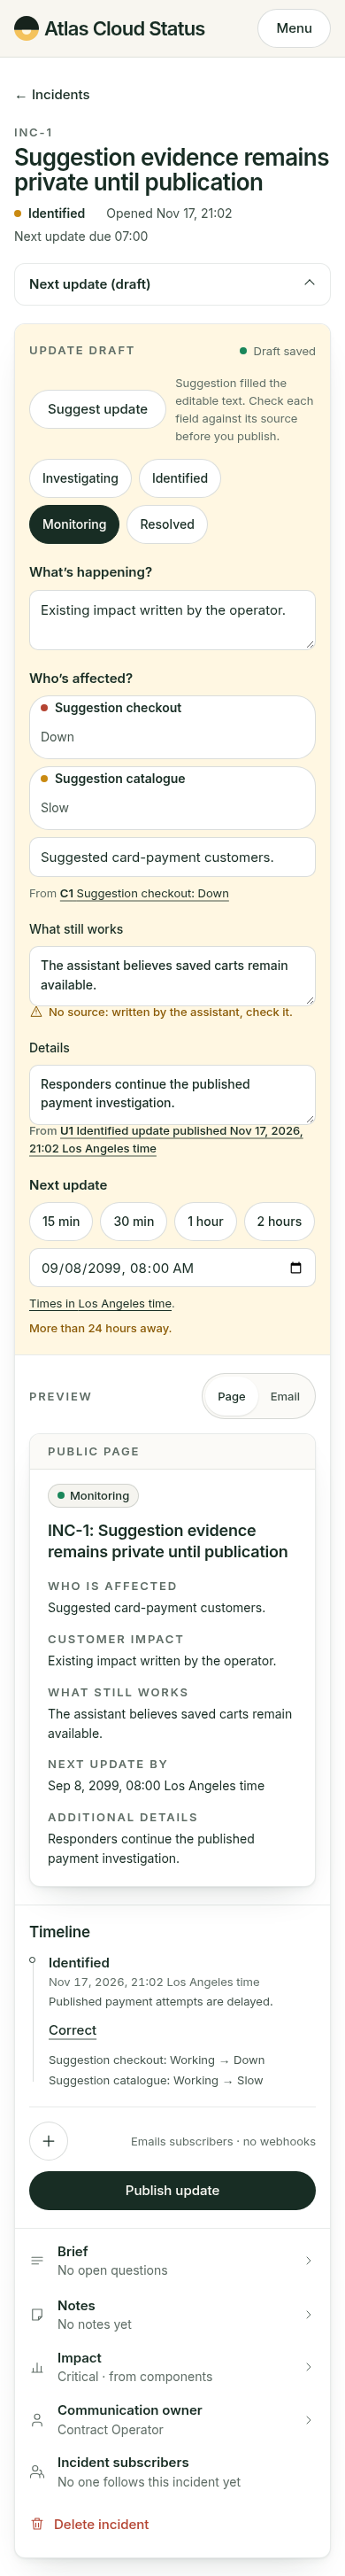 Atlas Cloud Status
Menu
← Incidents
INC-1
Suggestion evidence remains
private until publication
Identified
Opened Nov 17, 21:02
Next update due 07:00
Next update (draft)
UPDATE DRAFT
Draft saved
Suggest update
Suggestion filled the
editable text. Check each
field against its source
before you publish.
Investigating
Identified
Monitoring
Resolved
What's happening?
Existing impact written by the operator.
Who's affected?
Suggestion checkout
Down
Suggestion catalogue
Slow
Suggested card-payment customers.
From C1 Suggestion checkout: Down
What still works
The assistant believes saved carts remain
available.
No source: written by the assistant, check it.
Details
Responders continue the published
payment investigation.
From U1 Identified update published Nov 17, 2026,
21:02 Los Angeles time
Next update
15 min
30 min
1 hour
2 hours
09/08/2099, 08:00 AM
Times in Los Angeles time.
More than 24 hours away.
PREVIEW
Page
Email
PUBLIC PAGE
Monitoring
INC-1: Suggestion evidence
remains private until publication
WHO IS AFFECTED
Suggested card-payment customers.
CUSTOMER IMPACT
Existing impact written by the operator.
WHAT STILL WORKS
The assistant believes saved carts remain
available.
NEXT UPDATE BY
Sep 8, 2099, 08:00 Los Angeles time
ADDITIONAL DETAILS
Responders continue the published
payment investigation.
Timeline
Identified
Nov 17, 2026, 21:02 Los Angeles time
Published payment attempts are delayed.
Correct
Suggestion checkout: Working → Down
Suggestion catalogue: Working → Slow
Emails subscribers · no webhooks
Publish update
Brief
No open questions
Notes
No notes yet
Impact
Critical · from components
Communication owner
Contract Operator
Incident subscribers
No one follows this incident yet
Delete incident